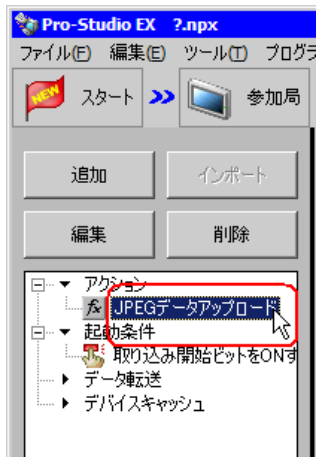 Pro-Studio EX ?.npx
ファイル(F) 編集(E) ツール(T) プログラ
NEW スタート >> 参加局
追加 インポート
編集 削除
アクション
fx JPEGデータアップロード
起動条件
取り込み開始ビットをONす
データ転送
デバイスキャッシュ